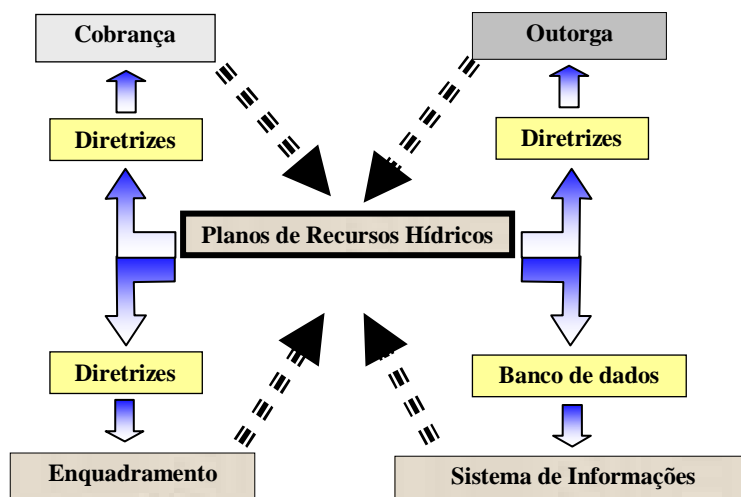 Cobrança
Outorga
Diretrizes
Diretrizes
Planos de Recursos Hídricos
Diretrizes
Banco de dados
Enquadramento
Sistema de Informações